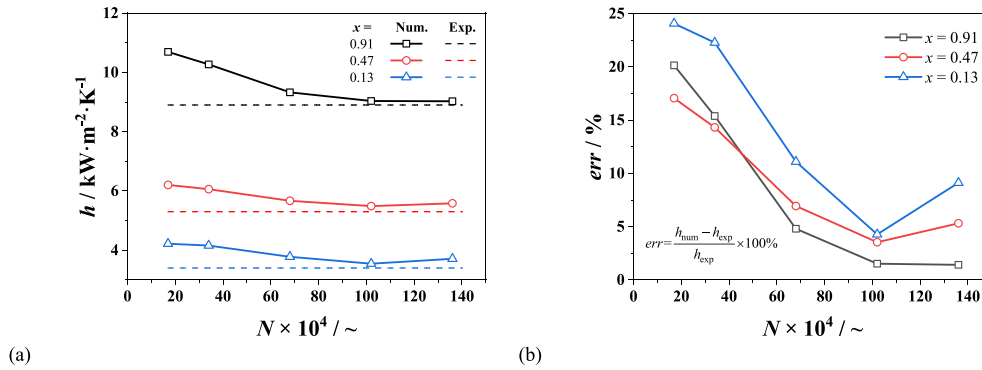 12
10
8
6
4
h / kW·m⁻²·K⁻¹
x = Num. Exp.
0.91
0.47
0.13
0 20 40 60 80 100 120 140
N × 10⁴ / ~
(a)
25
20
15
10
5
0
err / %
x = 0.91
x = 0.47
x = 0.13
err = (h_num − h_exp) / h_exp × 100%
0 20 40 60 80 100 120 140
N × 10⁴ / ~
(b)